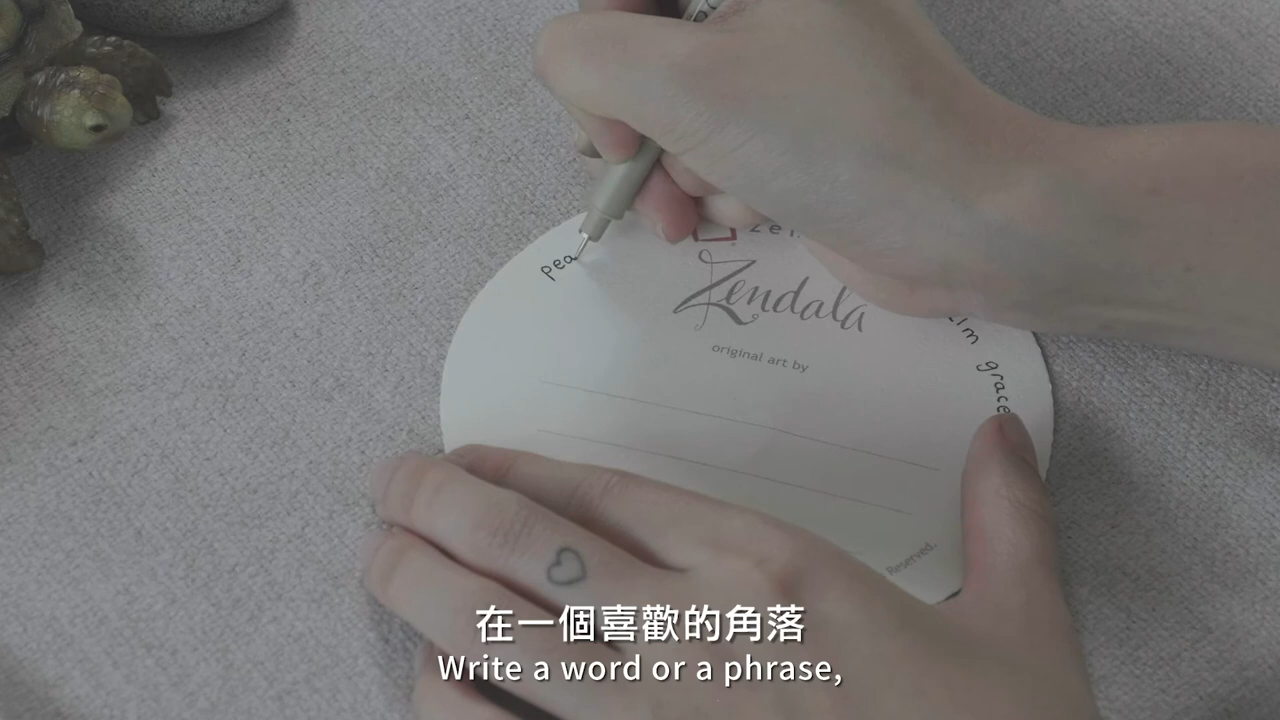 pea
Zendala
original art by
grace
Reserved.
在一個喜歡的角落
Write a word or a phrase,